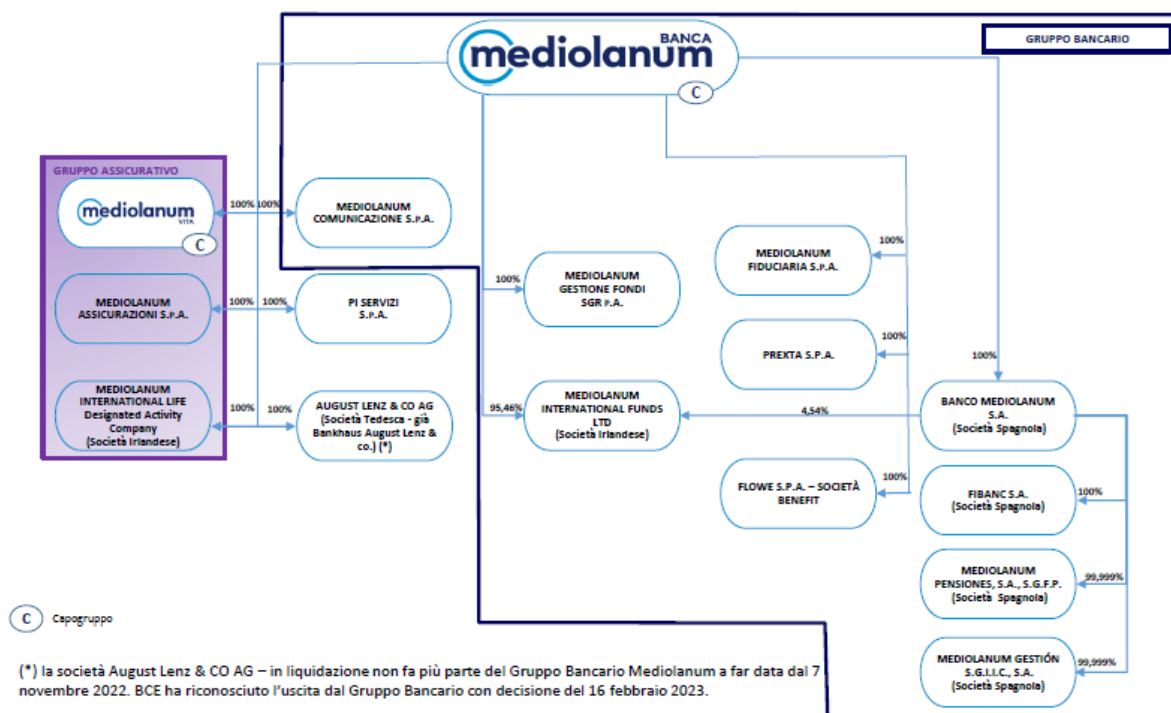 BANCA
mediolanum
C
GRUPPO BANCARIO
GRUPPO ASSICURATIVO
mediolanum
VITA
C
100%
100%
MEDIOLANUM
COMUNICAZIONE S.P.A.
MEDIOLANUM
ASSICURAZIONI S.P.A.
100%
100%
PI SERVIZI
S.P.A.
MEDIOLANUM
INTERNATIONAL LIFE
Designated Activity
Company
(Società Irlandese)
100%
100%
AUGUST LENZ & CO AG
(Società Tedesca - già
Bankhaus August Lenz &
co.) (*)
100%
MEDIOLANUM
GESTIONE FONDI
SGR P.A.
95,46%
MEDIOLANUM
INTERNATIONAL FUNDS
LTD
(Società Irlandese)
4,54%
MEDIOLANUM
FIDUCIARIA S.P.A.
100%
PREXTA S.P.A.
100%
FLOWE S.P.A. – SOCIETÀ
BENEFIT
100%
100%
BANCO MEDIOLANUM
S.A.
(Società Spagnola)
FIBANC S.A.
(Società Spagnola)
100%
MEDIOLANUM
PENSIONES, S.A., S.G.F.P.
(Società Spagnola)
99,999%
MEDIOLANUM GESTIÓN
S.G.I.I.C., S.A.
(Società Spagnola)
99,999%
C Capogruppo
(*) la società August Lenz & CO AG – in liquidazione non fa più parte del Gruppo Bancario Mediolanum a far data dal 7
novembre 2022. BCE ha riconosciuto l'uscita dal Gruppo Bancario con decisione del 16 febbraio 2023.